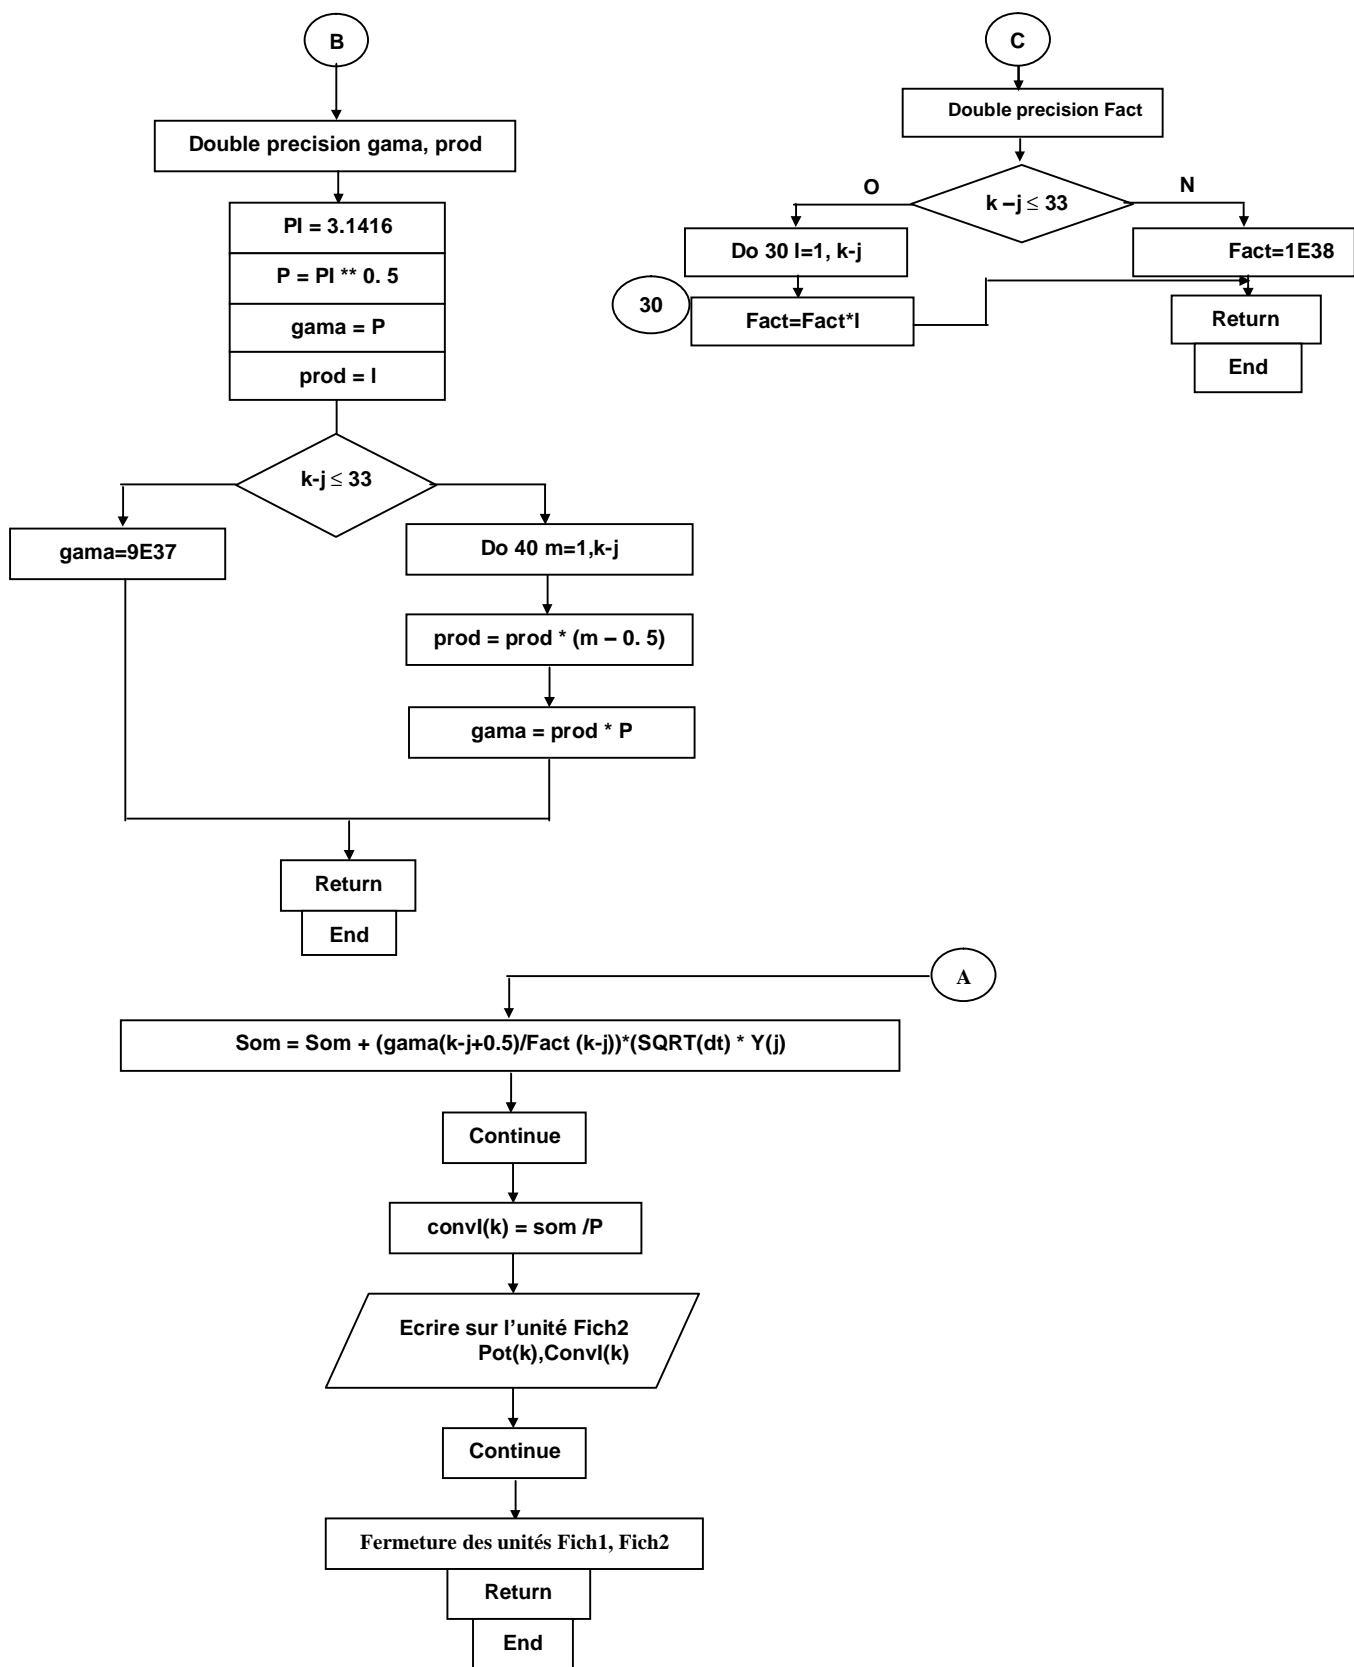 B
Double precision gama, prod
PI = 3.1416
P = PI ** 0. 5
gama = P
prod = I
k-j ≤ 33
gama=9E37
Do 40 m=1,k-j
prod = prod * (m – 0. 5)
gama = prod * P
Return
End
C
Double precision Fact
k –j ≤ 33
O
N
Do 30 I=1, k-j
Fact=1E38
30
Fact=Fact*I
Return
End
A
Som = Som + (gama(k-j+0.5)/Fact (k-j))*(SQRT(dt) * Y(j)
Continue
convI(k) = som /P
Ecrire sur l’unité Fich2
Pot(k),ConvI(k)
Continue
Fermeture des unités Fich1, Fich2
Return
End